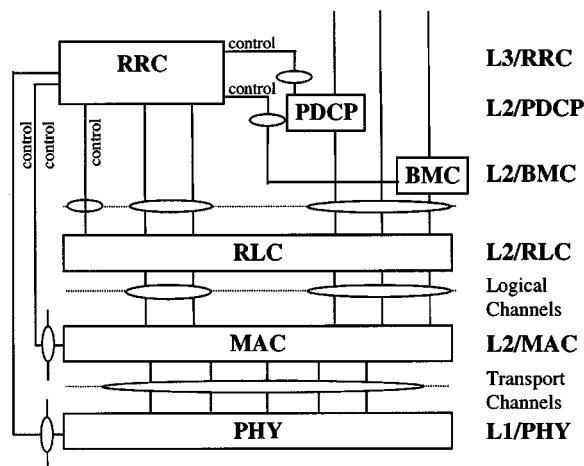 control
L3/RRC
RRC
control
PDCP
L2/PDCP
control
control
control
BMC
L2/BMC
RLC
L2/RLC
Logical
Channels
MAC
L2/MAC
Transport
Channels
PHY
L1/PHY